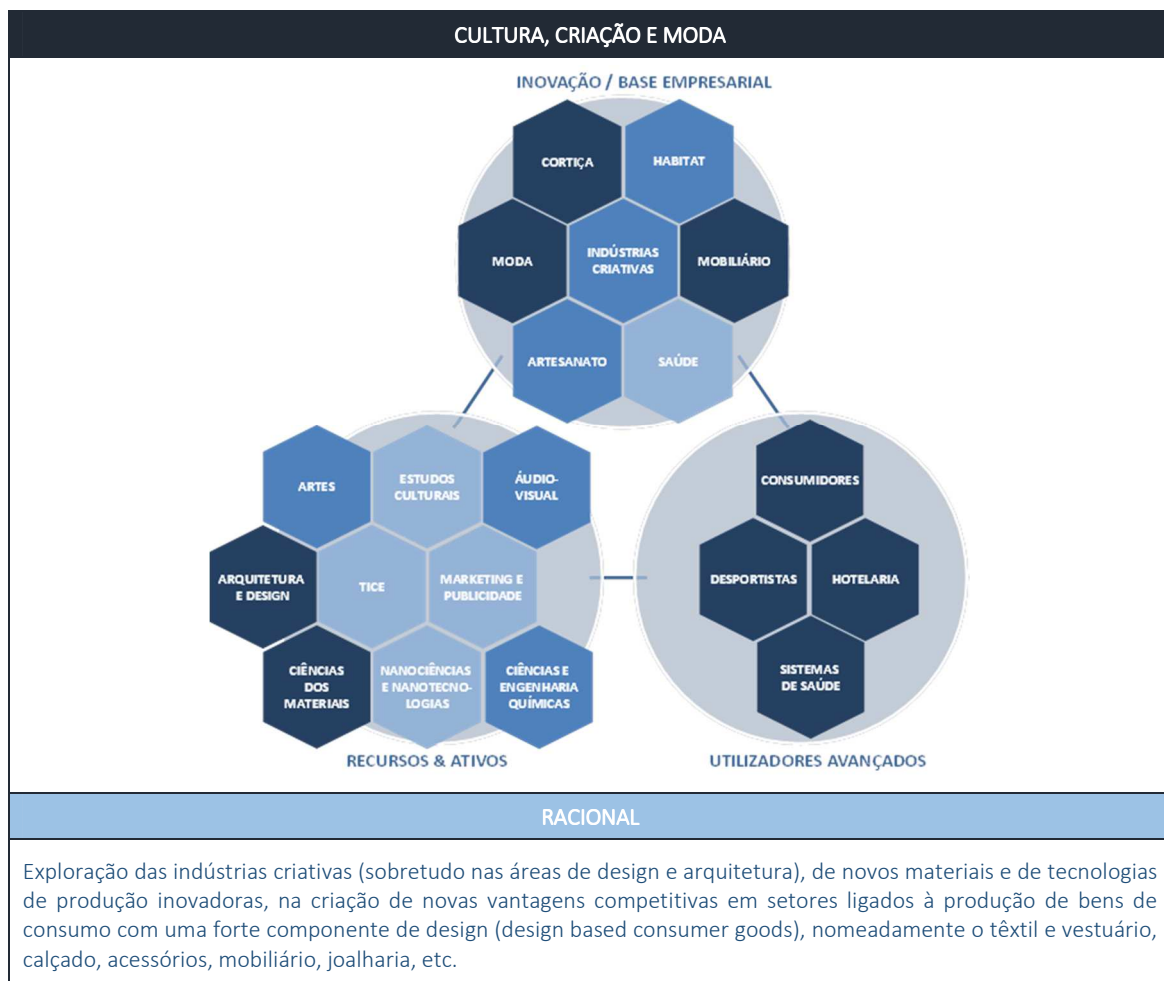 CULTURA, CRIAÇÃO E MODA
INOVAÇÃO / BASE EMPRESARIAL
CORTIÇA
HABITAT
MODA
INDÚSTRIAS
CRIATIVAS
MOBILIÁRIO
ARTESANATO
SAÚDE
ARTES
ESTUDOS
CULTURAIS
ÁUDIO-
VISUAL
ARQUITETURA
E DESIGN
TICE
MARKETING E
PUBLICIDADE
CIÊNCIAS
DOS
MATERIAIS
NANOCIÊNCIAS
E NANOTECNO-
LOGIAS
CIÊNCIAS E
ENGENHARIA
QUÍMICAS
RECURSOS & ATIVOS
CONSUMIDORES
DESPORTISTAS
HOTELARIA
SISTEMAS
DE SAÚDE
UTILIZADORES AVANÇADOS
RACIONAL
Exploração das indústrias criativas (sobretudo nas áreas de design e arquitetura), de novos materiais e de tecnologias
de produção inovadoras, na criação de novas vantagens competitivas em setores ligados à produção de bens de
consumo com uma forte componente de design (design based consumer goods), nomeadamente o têxtil e vestuário,
calçado, acessórios, mobiliário, joalharia, etc.